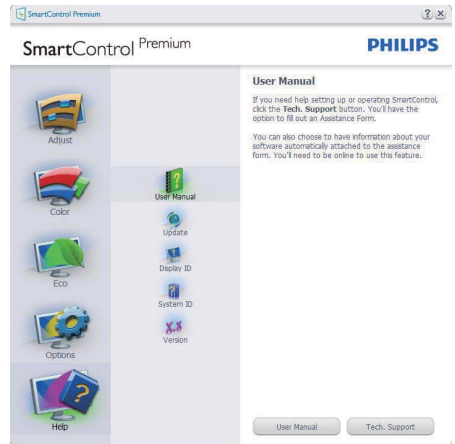 SmartControl Premium
? X
SmartControl Premium
PHILIPS
Adjust
Color
Eco
Options
Help
User Manual
Update
Display ID
System ID
X.X
Version
User Manual
If you need help setting up or operating SmartControl,
click the Tech. Support button. You'll have the
option to fill out an Assistance Form.
You can also choose to have information about your
software automatically attached to the assistance
form. You'll need to be online to use this feature.
User Manual
Tech. Support